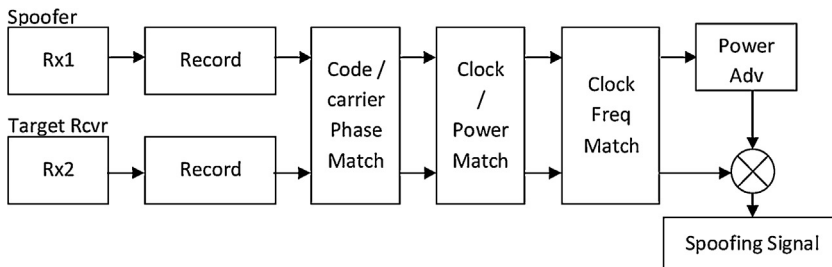 Spoofer
Rx1
Record
Target Rcvr
Rx2
Record
Code /
carrier
Phase
Match
Clock
/
Power
Match
Clock
Freq
Match
Power
Adv
Spoofing Signal